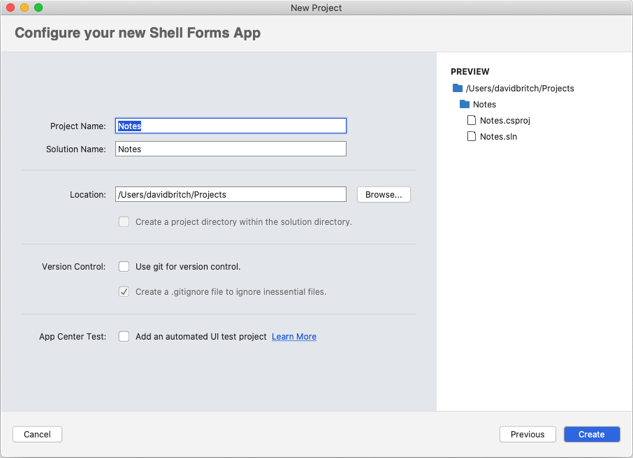 New Project
Configure your new Shell Forms App
Project Name: Notes
Solution Name: Notes
Location: /Users/davidbritch/Projects Browse...
Create a project directory within the solution directory.
Version Control: Use git for version control.
Create a .gitignore file to ignore inessential files.
App Center Test: Add an automated UI test project Learn More
PREVIEW
/Users/davidbritch/Projects
Notes
Notes.csproj
Notes.sln
Cancel Previous Create